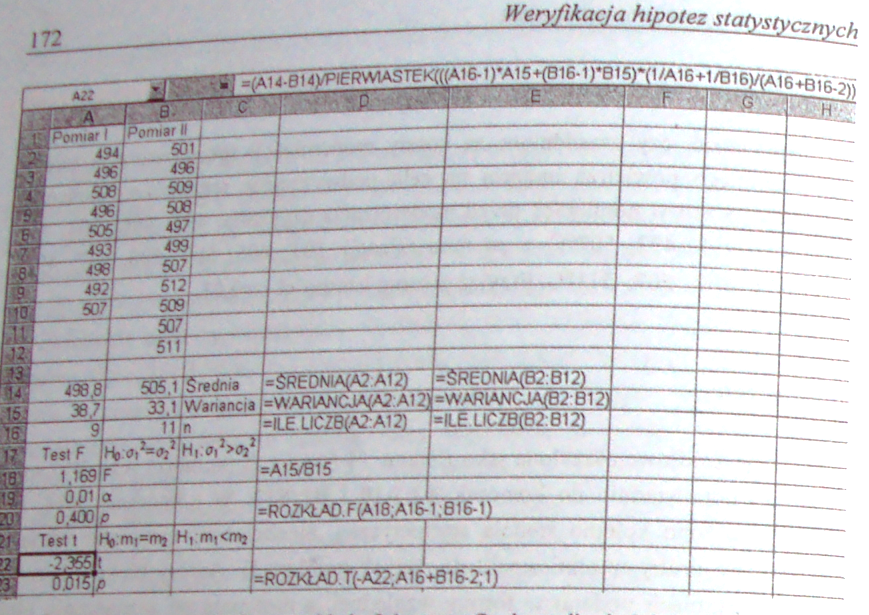 172
Weryfikacja hipotez statystycznych
A22 =(A14-B14)/PIERWIASTEK(((A16-1)*A15+(B16-1)*B15)*(1/A16+1/B16)/(A16+B16-2))
A B C D E F G H
1 Pomiar I Pomiar II
2 494 501
3 496 496
4 508 509
5 496 508
6 505 497
7 493 499
8 498 507
9 492 512
10 507 509
11 507
12 511
13
14 498,8 505,1 Średnia =ŚREDNIA(A2:A12) =ŚREDNIA(B2:B12)
15 38,7 33,1 Wariancja =WARIANCJA(A2:A12) =WARIANCJA(B2:B12)
16 9 11 n =ILE.LICZB(A2:A12) =ILE.LICZB(B2:B12)
17 Test F H₀:σ₁²=σ₂² H₁:σ₁²>σ₂²
18 1,169 F =A15/B15
19 0,01 α
20 0,400 p =ROZKŁAD.F(A18;A16-1;B16-1)
21 Test t H₀:m₁=m₂ H₁:m₁<m₂
22 -2,355 t
23 0,015 p =ROZKŁAD.T(-A22;A16+B16-2;1)